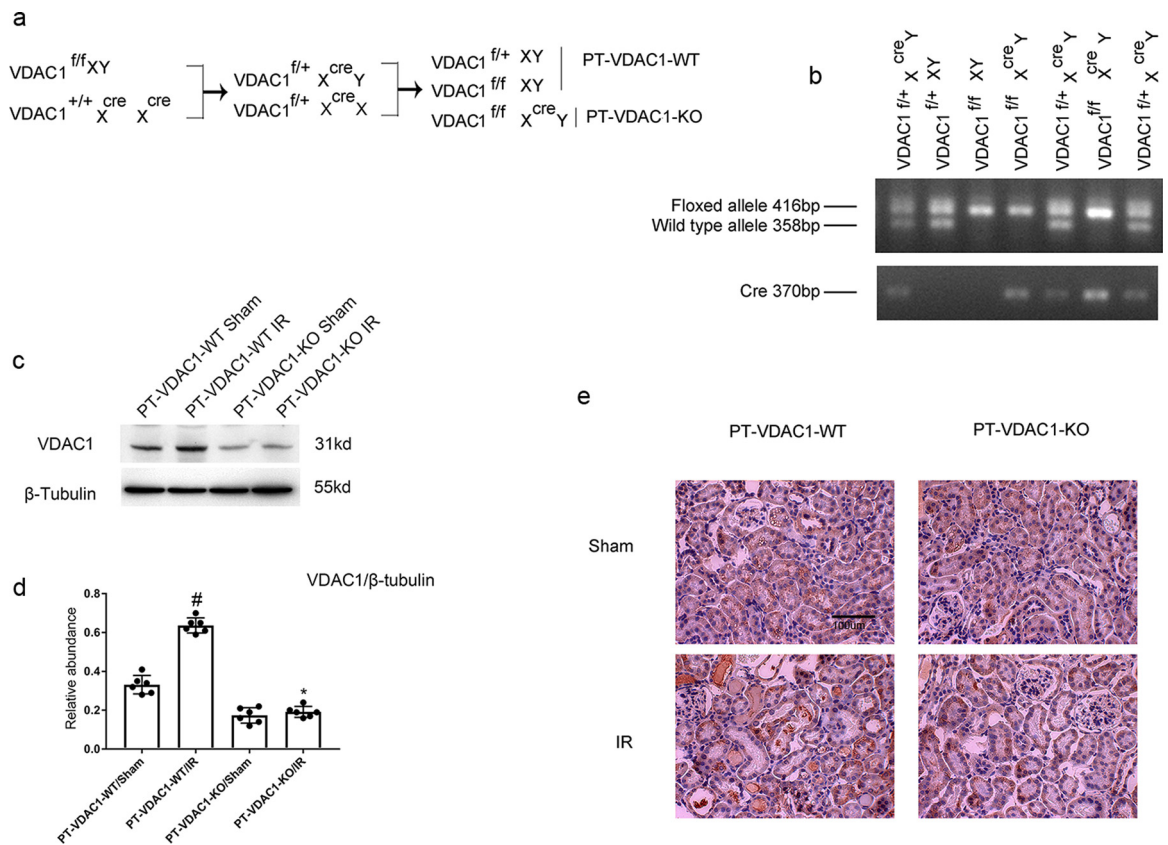 a
VDAC1 f/f XY
VDAC1 +/+ X cre X cre
VDAC1 f/+ X cre Y
VDAC1 f/+ X cre X
VDAC1 f/+ XY
VDAC1 f/f XY
VDAC1 f/f X cre Y
PT-VDAC1-WT
PT-VDAC1-KO
b
VDAC1 f/+ X cre Y
VDAC1 f/+ XY
VDAC1 f/f XY
VDAC1 f/f X cre Y
VDAC1 f/+ X cre Y
VDAC1 f/f X cre Y
VDAC1 f/+ X cre Y
Floxed allele 416bp
Wild type allele 358bp
Cre 370bp
c
PT-VDAC1-WT Sham
PT-VDAC1-WT IR
PT-VDAC1-KO Sham
PT-VDAC1-KO IR
VDAC1
31kd
β-Tubulin
55kd
d
VDAC1/β-tubulin
Relative abundance
0.8
0.6
0.4
0.2
0.0
#
*
PT-VDAC1-WT/Sham
PT-VDAC1-WT/IR
PT-VDAC1-KO/Sham
PT-VDAC1-KO/IR
e
PT-VDAC1-WT
PT-VDAC1-KO
Sham
100um
IR